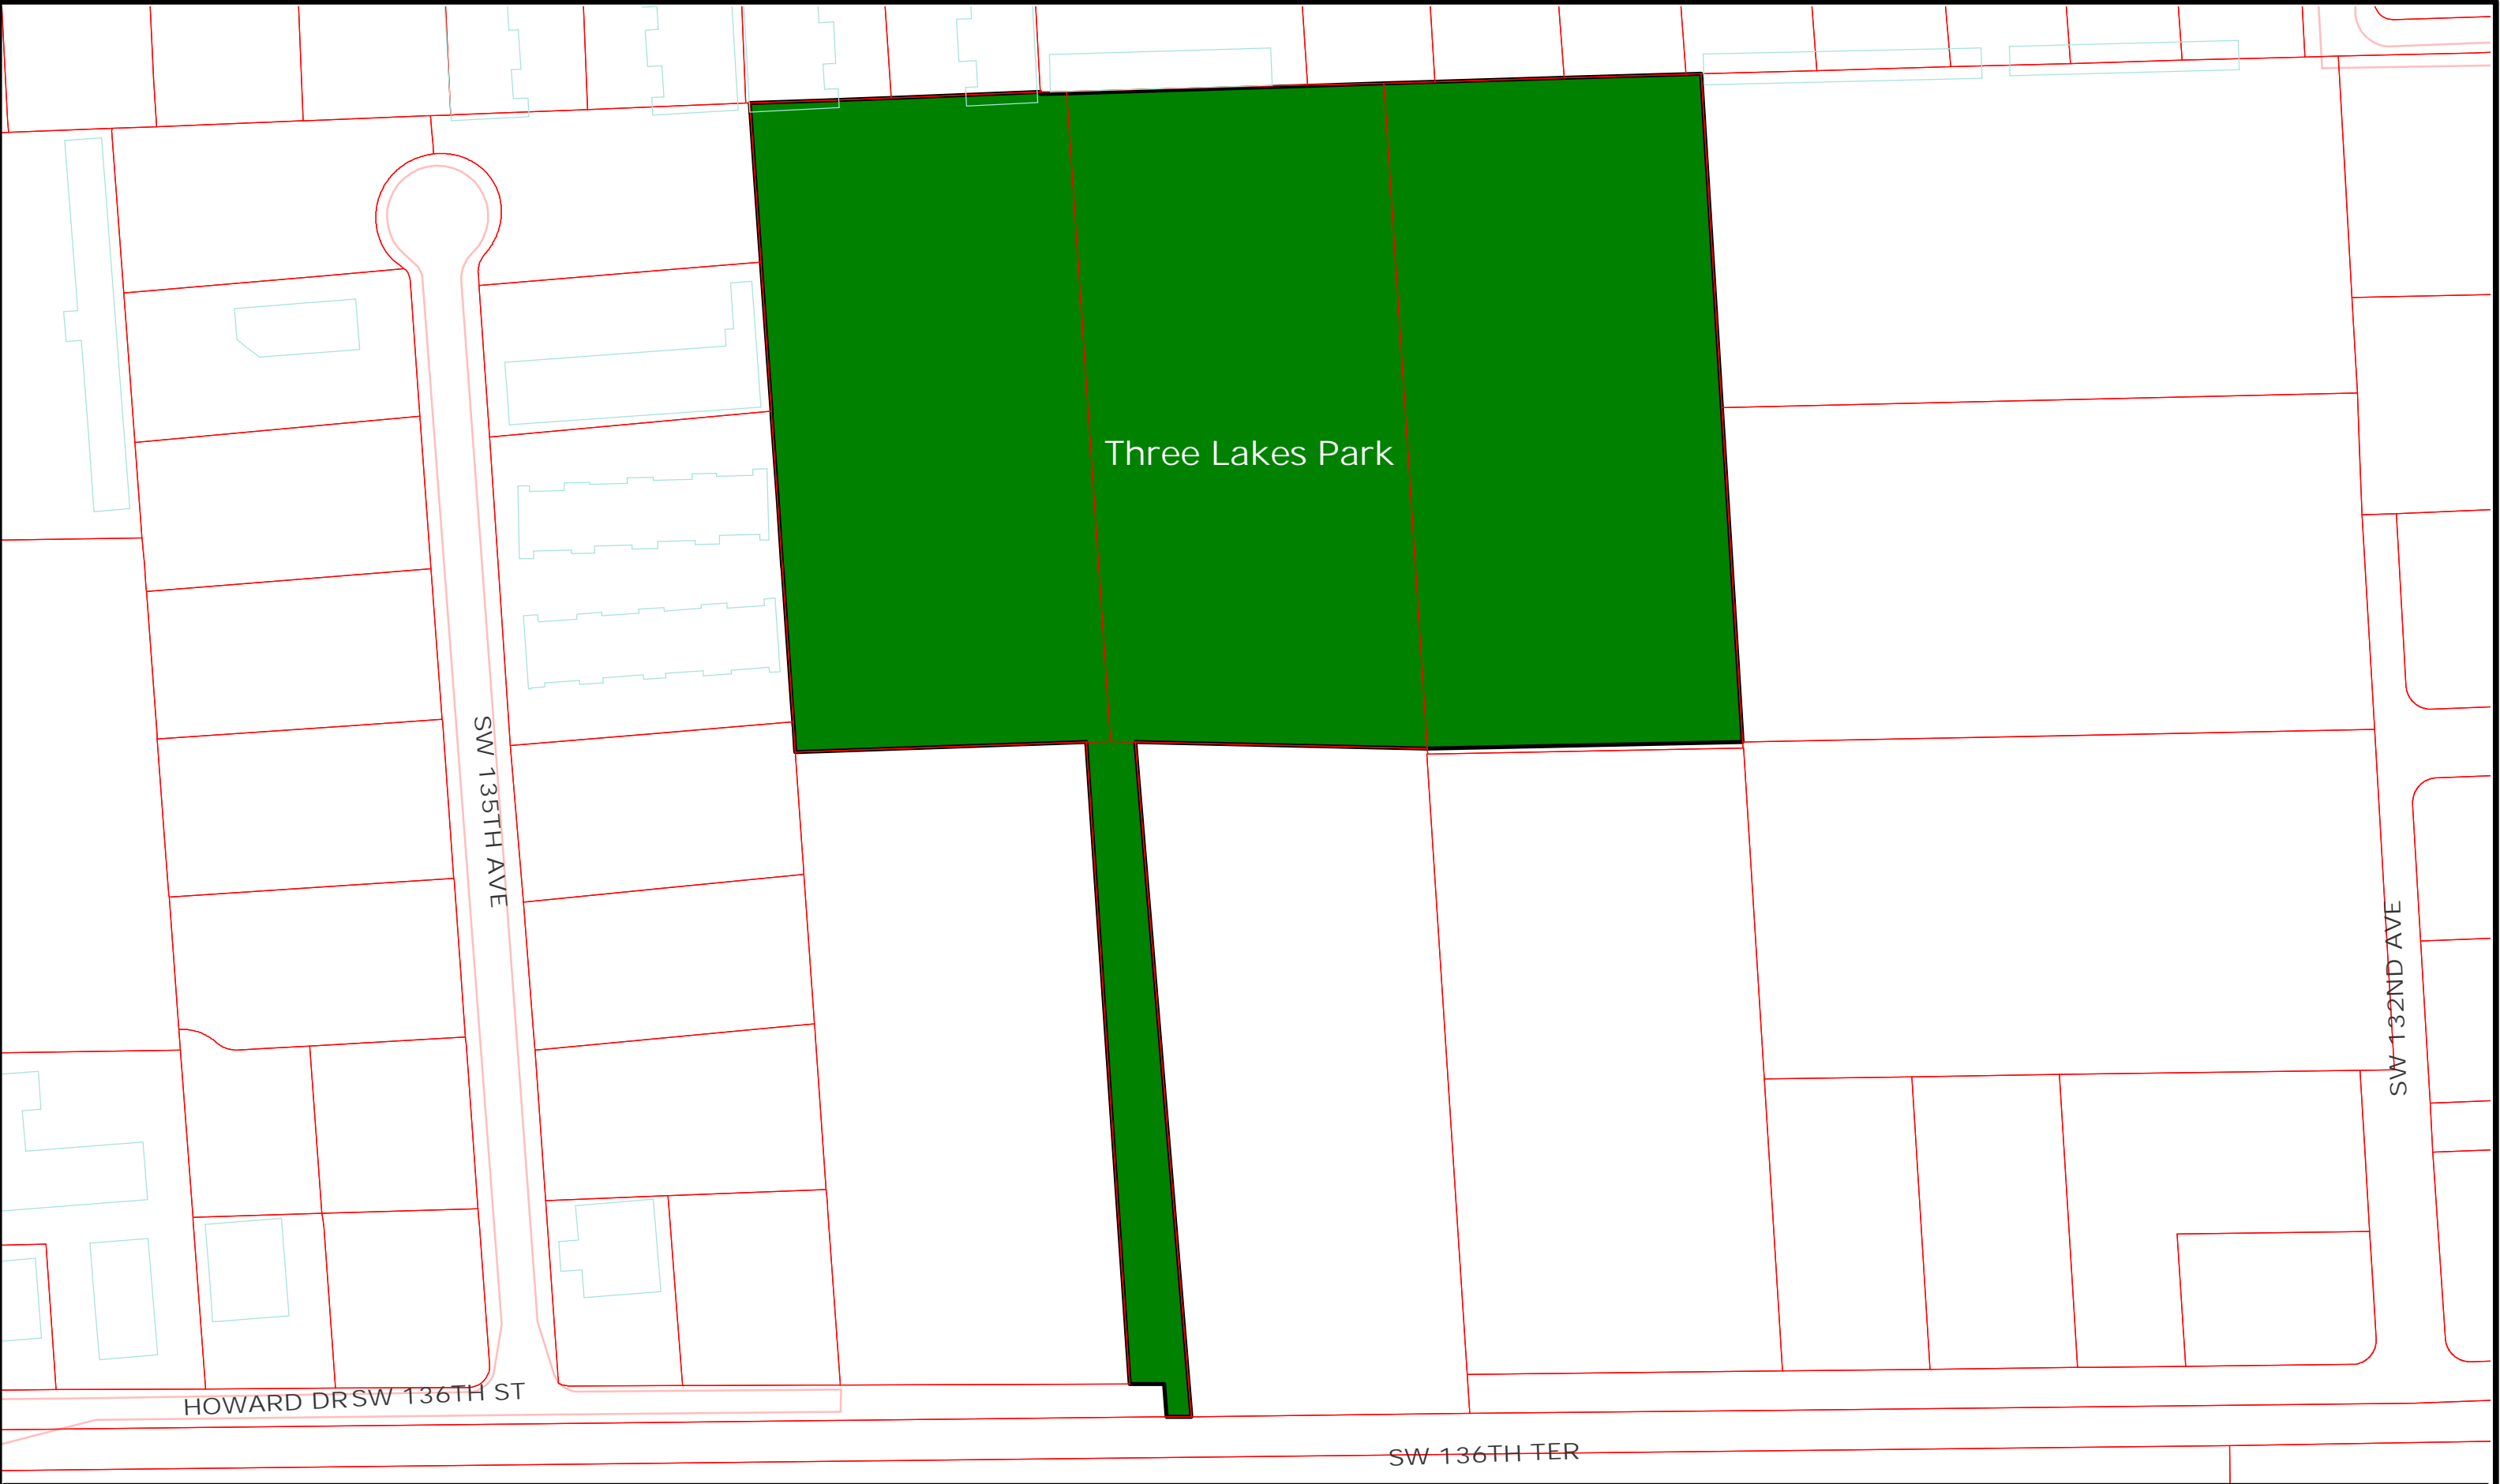 Three Lakes Park
SW 135TH AVE
SW 132ND AVE
HOWARD DR SW 136TH ST
SW 136TH TER